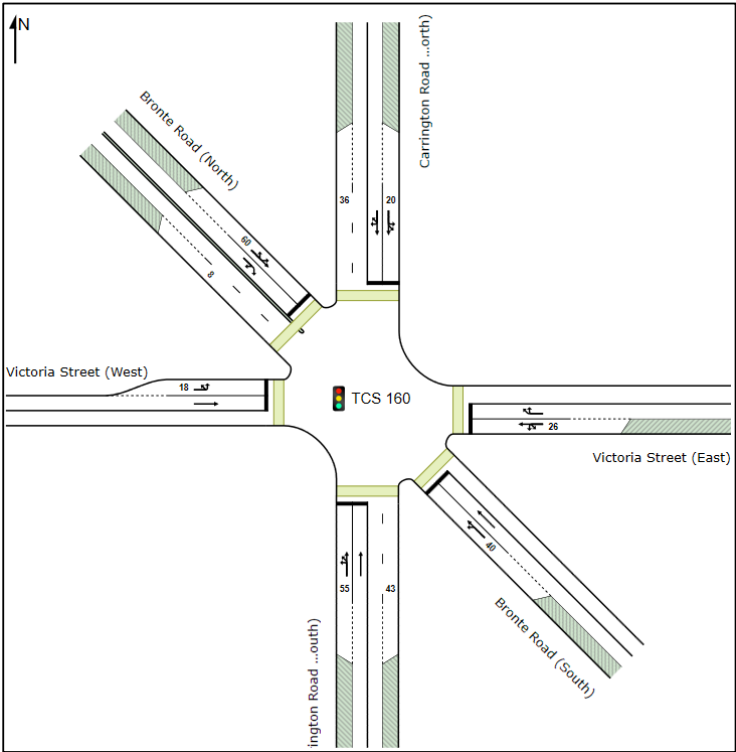 N
Carrington Road ...orth)
Bronte Road (North)
36
20
60
8
Victoria Street (West)
18
TCS 160
26
Victoria Street (East)
40
55
43
Bronte Road (South)
ington Road ...outh)